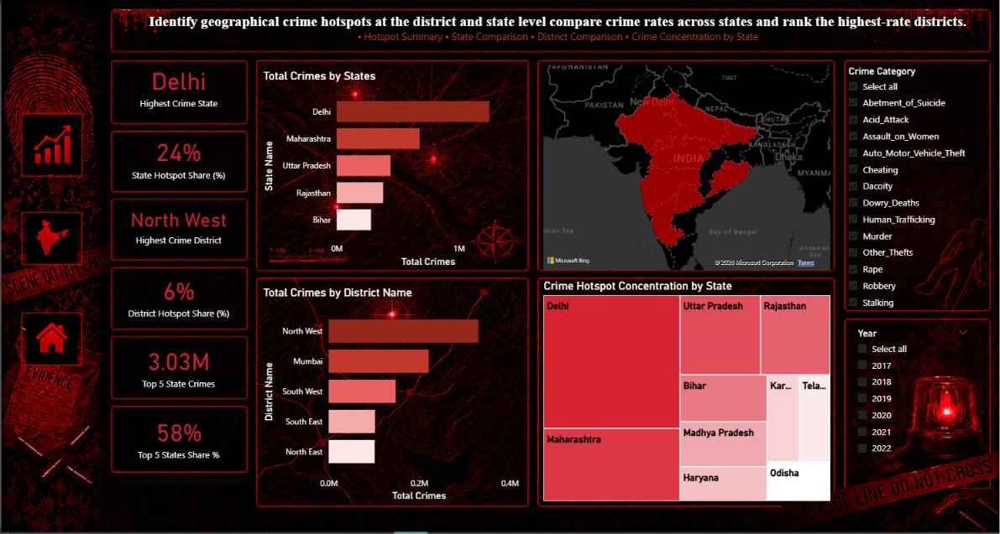 Identify geographical crime hotspots at the district and state level compare crime rates across states and rank the highest-rate districts.
• Hotspot Summary • State Comparison • District Comparison • Crime Concentration by State
Delhi
Highest Crime State
24%
State Hotspot Share (%)
North West
Highest Crime District
6%
District Hotspot Share (%)
3.03M
Top 5 State Crimes
58%
Top 5 States Share %
SCENE DO NOT
EVIDENCE
Total Crimes by States
State Name
Delhi
Maharashtra
Uttar Pradesh
Rajasthan
Bihar
1 KM 2 KM
0M
1M
Total Crimes
Total Crimes by District Name
District Name
North West
Mumbai
South West
South East
North East
0.0M
0.2M
0.4M
Total Crimes
AFGHANISTAN
TIBET
PAKISTAN
New Delhi
NEPAL
BHUTAN
BANGLADESH
INDIA
Dhaka
MYANMA
bian Sea
Bay of Bengal
Andaman
Sea
Microsoft Bing
© 2026 Microsoft Corporation Terms
Crime Hotspot Concentration by State
Delhi
Uttar Pradesh
Rajasthan
Bihar
Kar...
Tela...
Maharashtra
Madhya Pradesh
Haryana
Odisha
Crime Category
Select all
Abetment_of_Suicide
Acid_Attack
Assault_on_Women
Auto_Motor_Vehicle_Theft
Cheating
Dacoity
Dowry_Deaths
Human_Trafficking
Murder
Other_Thefts
Rape
Robbery
Stalking
Year
Select all
2017
2018
2019
2020
2021
2022
POLICE LINE DO NOT CROSS